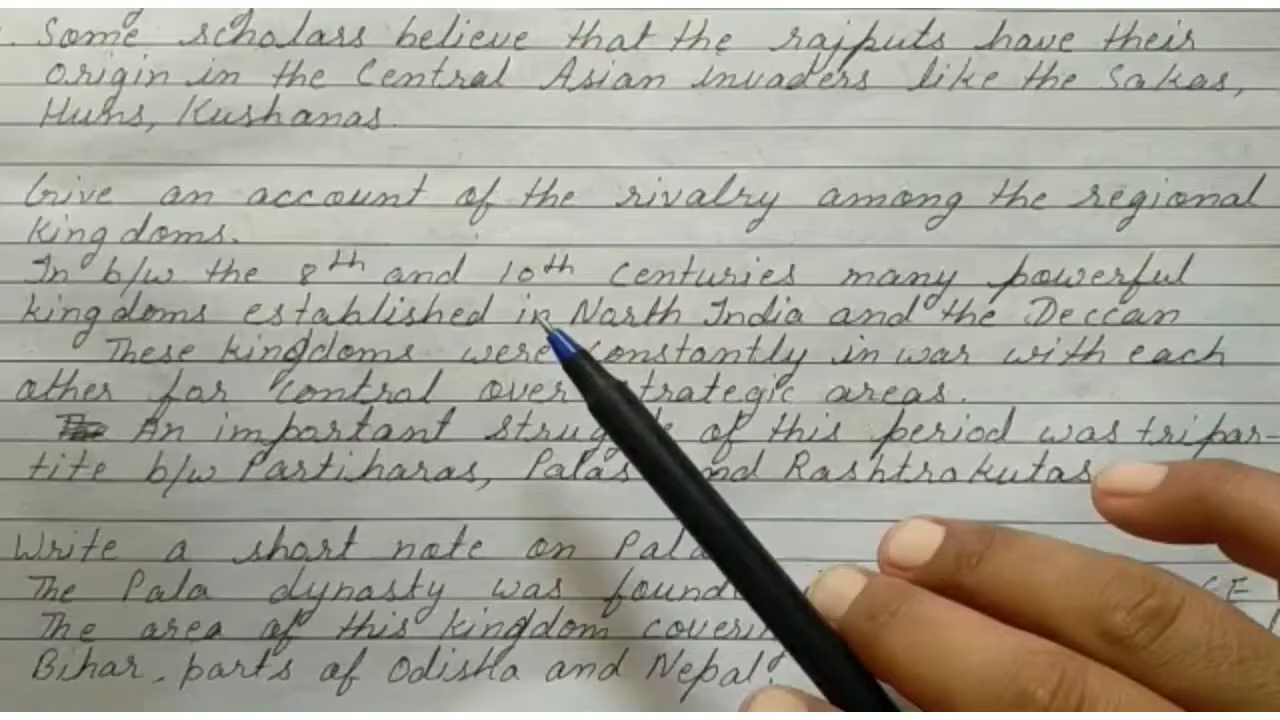 Some scholars believe that the rajputs have their
origin in the Central Asian invaders like the Sakas,
Huns, Kushanas.
Give an account of the rivalry among the regional
kingdoms.
In b/w the 8th and 10th Centuries many powerful
kingdoms established in North India and the Deccan
These kingdoms were constantly in war with each
other for control over strategic areas.
An important of this period was tripar-
tite b/w Partiharas, Palas and Rashtrakutas
Write a short note on
The Pala dynasty was CE
The area of this kingdom
Bihar, parts of Odisha and Nepal.